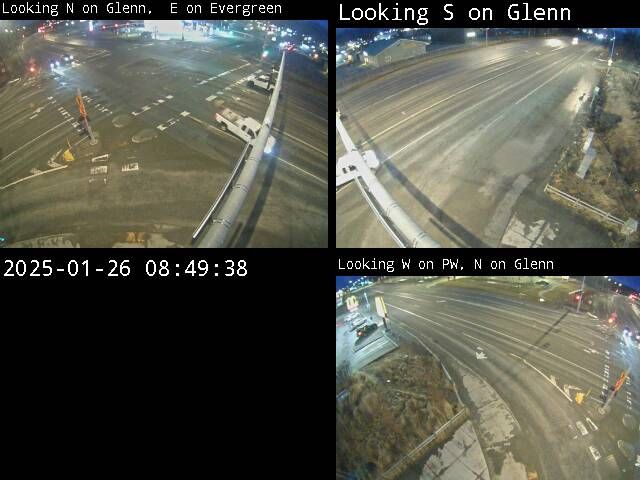 Looking N on Glenn,  E on Evergreen
Looking S on Glenn
2025-01-26 08:49:38
Looking W on PW, N on Glenn